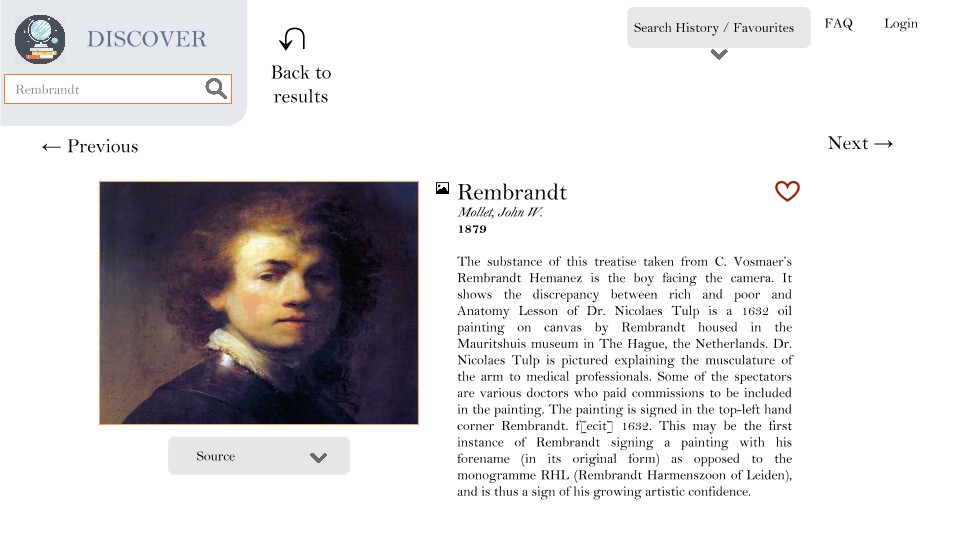 DISCOVER
Rembrandt
Back to
results
Search History / Favourites
FAQ
Login
← Previous
Next →
Rembrandt
Mollet, John W.
1879
The substance of this treatise taken from C. Vosmaer's
Rembrandt Hemanez is the boy facing the camera. It
shows the discrepancy between rich and poor and
Anatomy Lesson of Dr. Nicolaes Tulp is a 1632 oil
painting on canvas by Rembrandt housed in the
Mauritshuis museum in The Hague, the Netherlands. Dr.
Nicolaes Tulp is pictured explaining the musculature of
the arm to medical professionals. Some of the spectators
are various doctors who paid commissions to be included
in the painting. The painting is signed in the top-left hand
corner Rembrandt. f[ecit] 1632. This may be the first
instance of Rembrandt signing a painting with his
forename (in its original form) as opposed to the
monogramme RHL (Rembrandt Harmenszoon of Leiden),
and is thus a sign of his growing artistic confidence.
Source